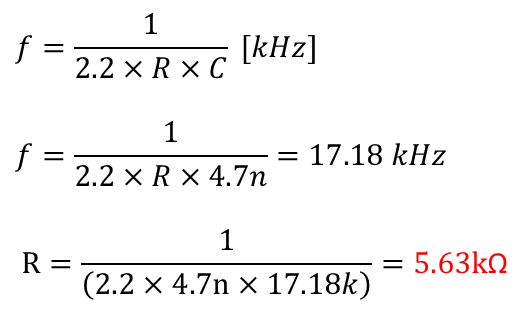 f = 1 / (2.2 × R × C) [kHz]
f = 1 / (2.2 × R × 4.7n) = 17.18 kHz
R = 1 / (2.2 × 4.7n × 17.18k) = 5.63kΩ